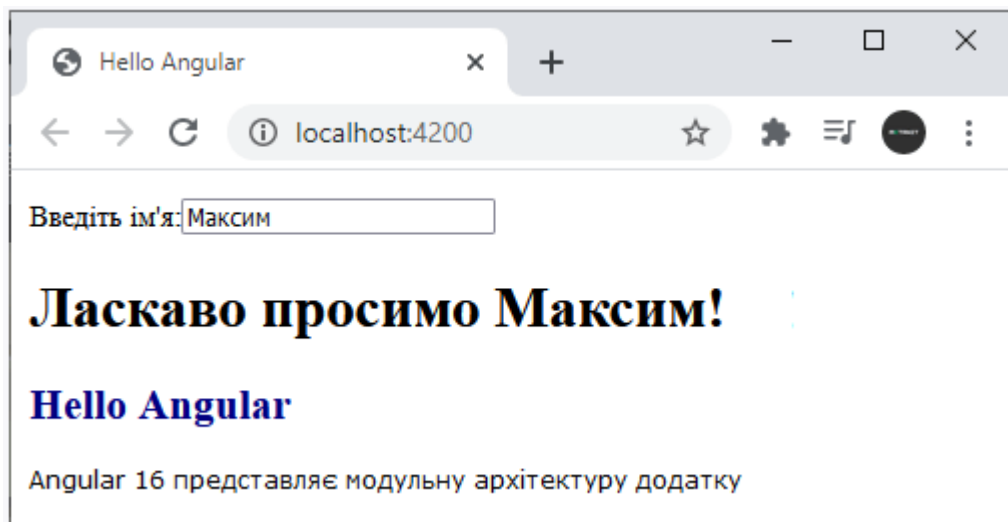 Hello Angular
localhost:4200
Введіть ім'я: Максим
Ласкаво просимо Максим!
Hello Angular
Angular 16 представляє модульну архітектуру додатку